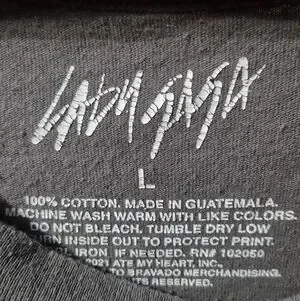 LADY GAGA
L
100% COTTON. MADE IN GUATEMALA.
MACHINE WASH WARM WITH LIKE COLORS.
DO NOT BLEACH. TUMBLE DRY LOW
TURN INSIDE OUT TO PROTECT PRINT.
IRON, IF NEEDED. RN# 102050
2021 ATE MY HEART, INC.
TO BRAVADO MERCHANDISING.
RESERVED.